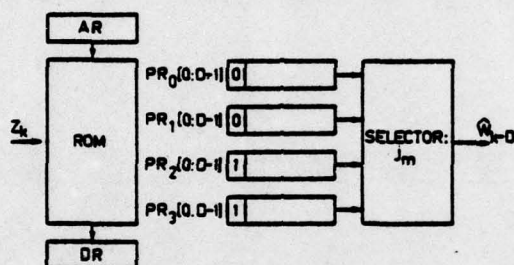 AR
PR₀[0:D-1] 0
PR₁[0:D-1] 0
Zₖ
ROM
SELECTOR:
jₘ
Ŵₖ₋D
PR₂[0:D-1] 1
PR₃[0:D-1] 1
DR